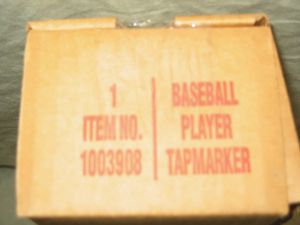 1
ITEM NO.
1003908
BASEBALL
PLAYER
TAPMARKER